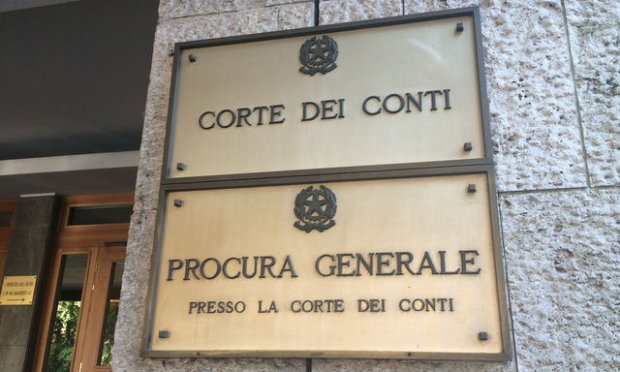 CORTE DEI CONTI
PROCURA GENERALE
PRESSO LA CORTE DEI CONTI